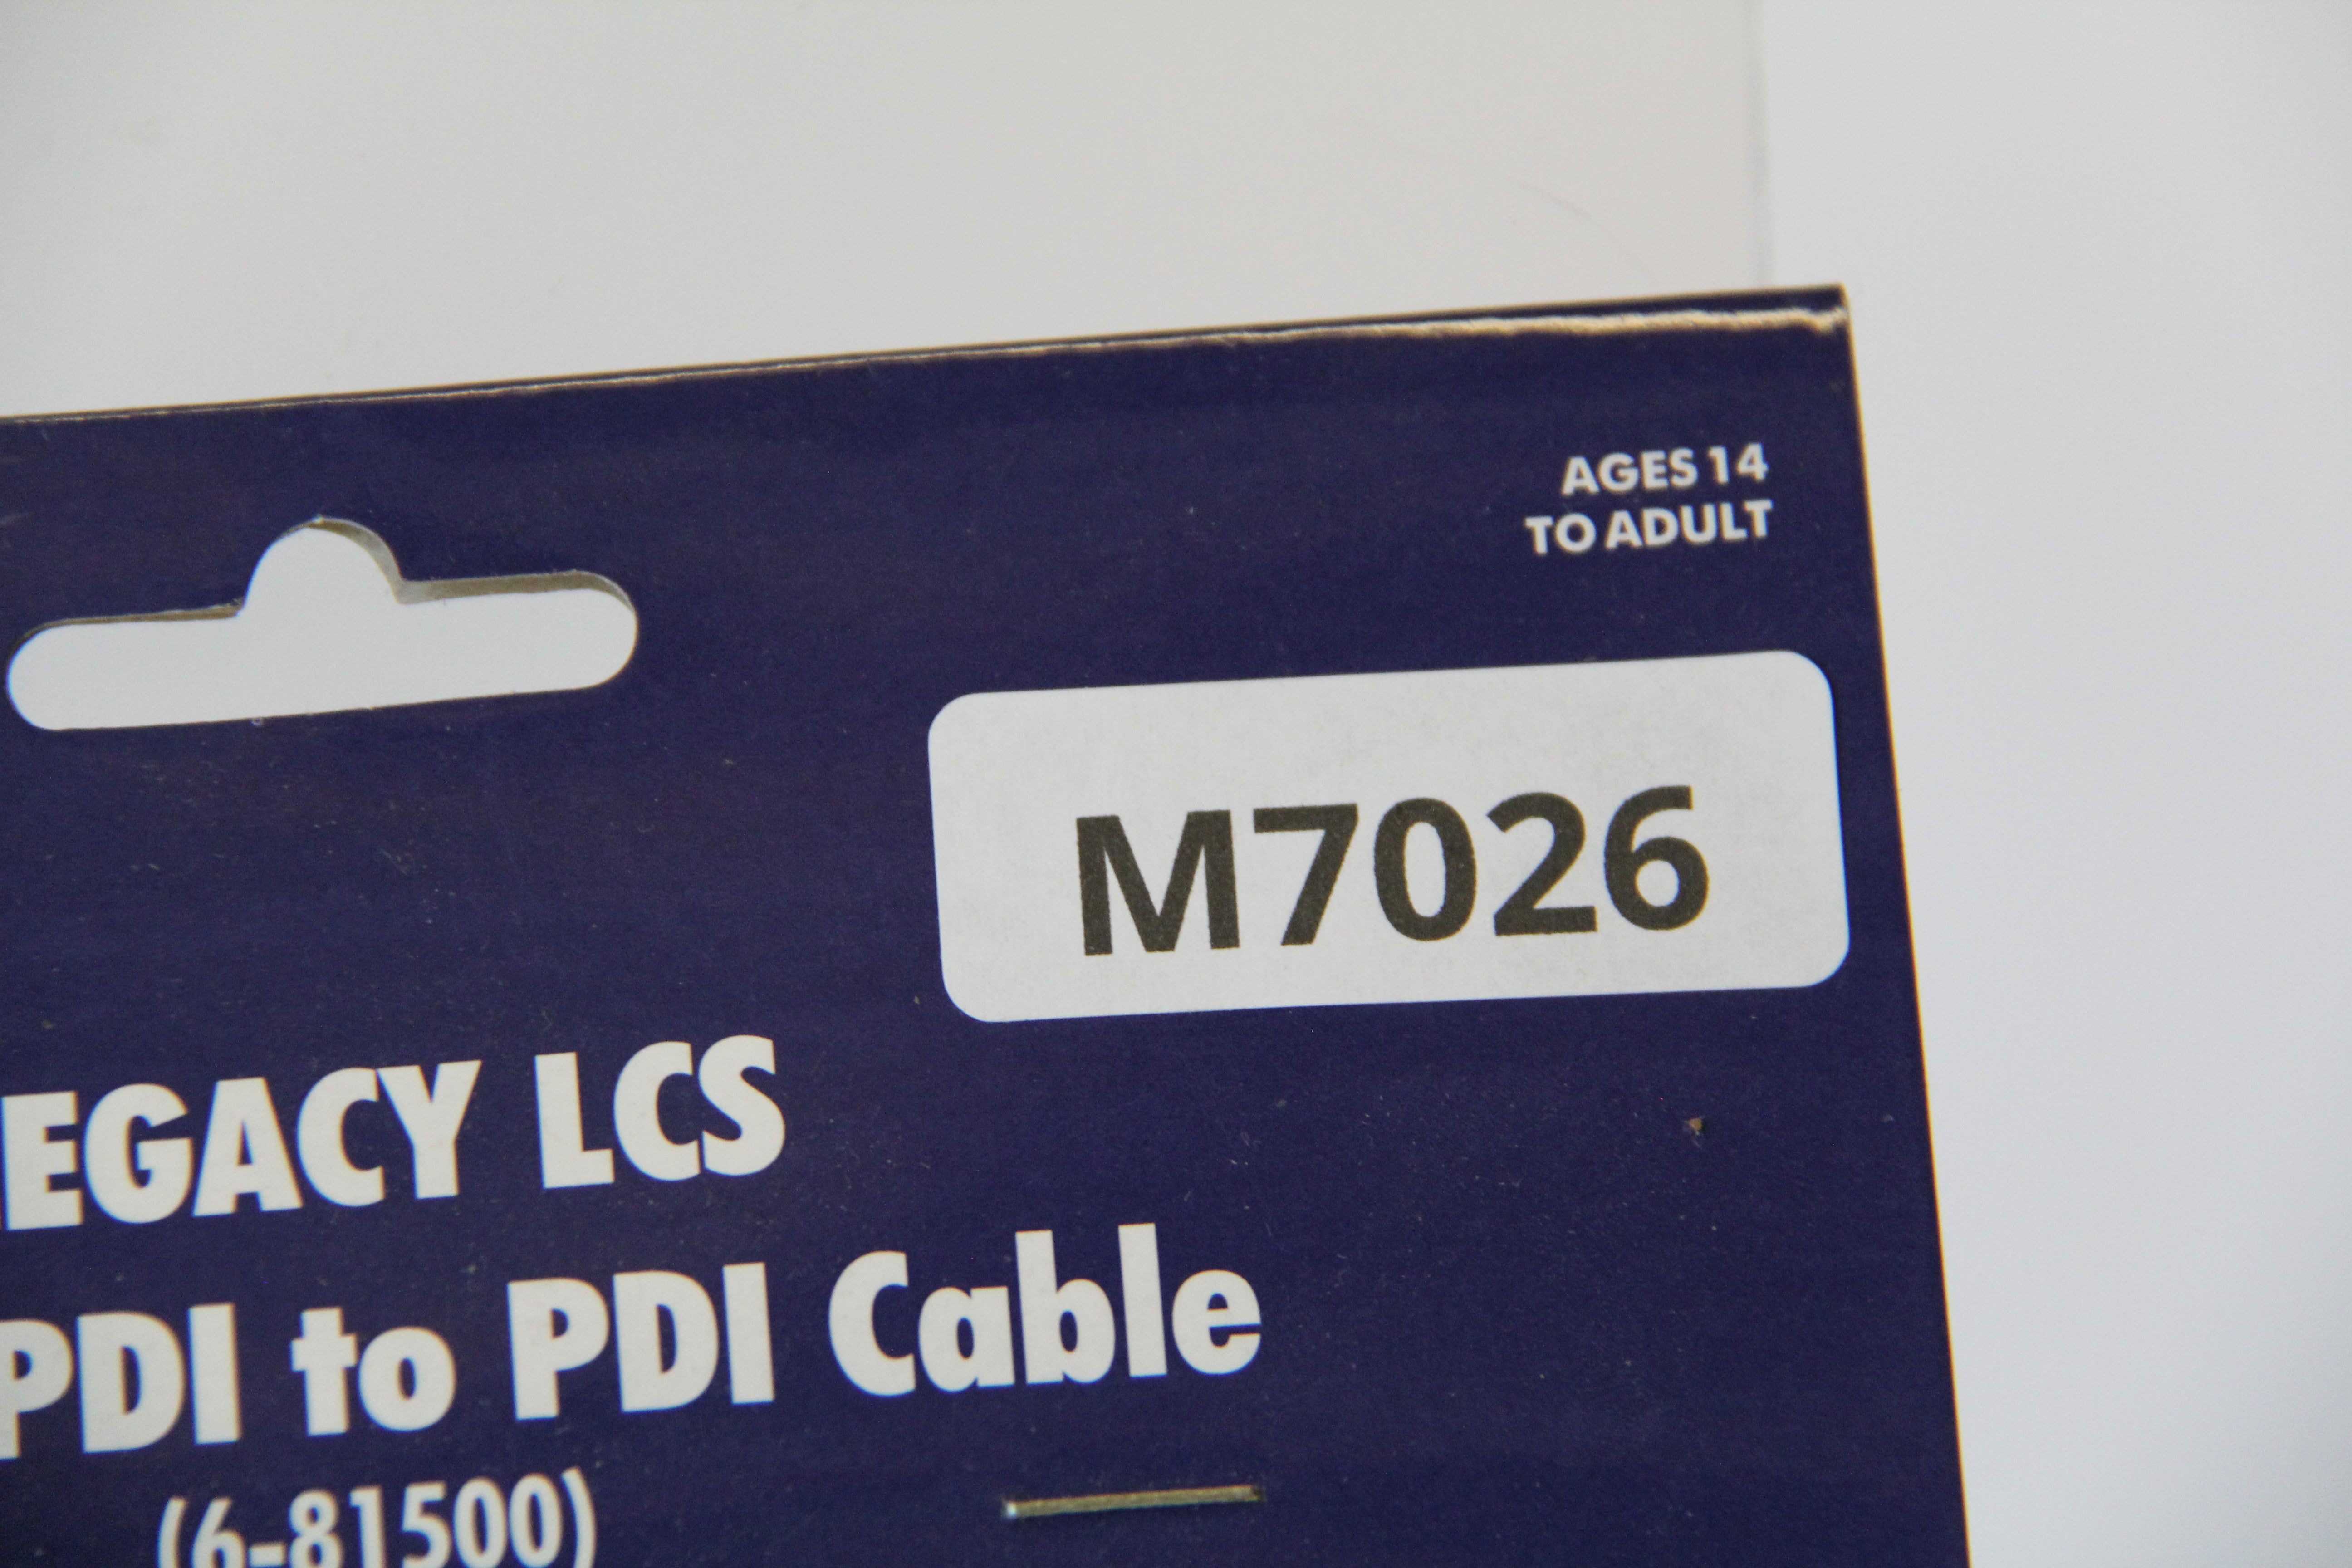 AGES 14
TO ADULT
M7026
EGACY LCS
PDI to PDI Cable
(6-81500)